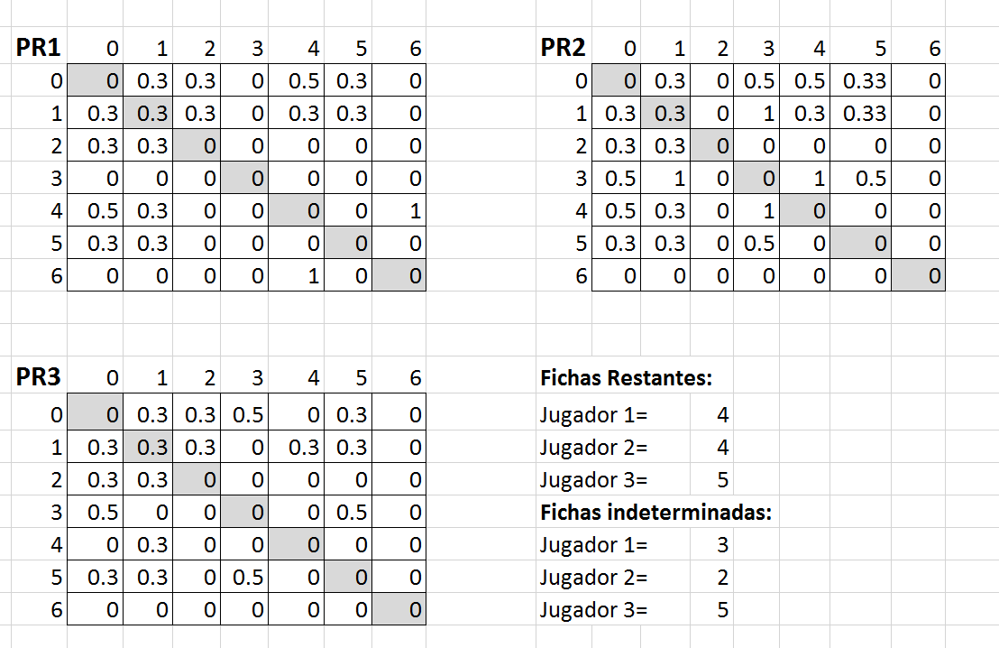 PR1 0 1 2 3 4 5 6
0 0 0.3 0.3 0 0.5 0.3 0
1 0.3 0.3 0.3 0 0.3 0.3 0
2 0.3 0.3 0 0 0 0 0
3 0 0 0 0 0 0 0
4 0.5 0.3 0 0 0 0 1
5 0.3 0.3 0 0 0 0 0
6 0 0 0 0 1 0 0
PR2 0 1 2 3 4 5 6
0 0 0.3 0 0.5 0.5 0.33 0
1 0.3 0.3 0 1 0.3 0.33 0
2 0.3 0.3 0 0 0 0 0
3 0.5 1 0 0 1 0.5 0
4 0.5 0.3 0 1 0 0 0
5 0.3 0.3 0 0.5 0 0 0
6 0 0 0 0 0 0 0
PR3 0 1 2 3 4 5 6
0 0 0.3 0.3 0.5 0 0.3 0
1 0.3 0.3 0.3 0 0.3 0.3 0
2 0.3 0.3 0 0 0 0 0
3 0.5 0 0 0 0 0.5 0
4 0 0.3 0 0 0 0 0
5 0.3 0.3 0 0.5 0 0 0
6 0 0 0 0 0 0 0
Fichas Restantes:
Jugador 1= 4
Jugador 2= 4
Jugador 3= 5
Fichas indeterminadas:
Jugador 1= 3
Jugador 2= 2
Jugador 3= 5